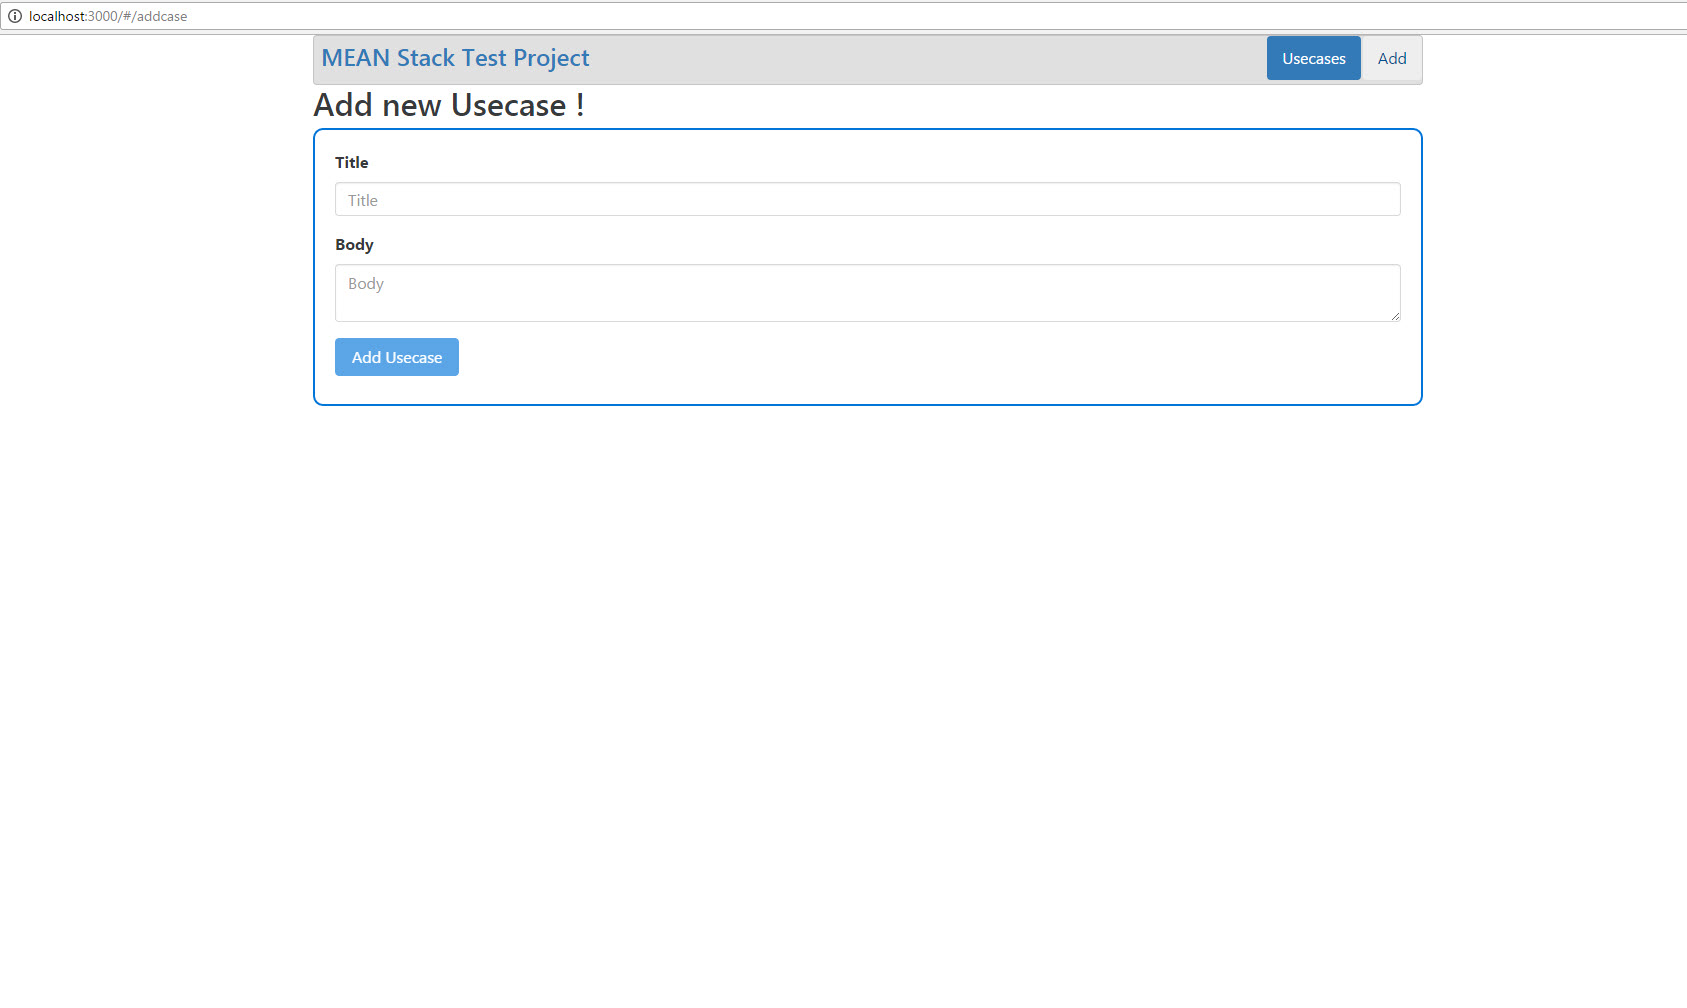 localhost:3000/#/addcase
MEAN Stack Test Project Usecases Add
Add new Usecase !
Title
Title
Body
Body
Add Usecase